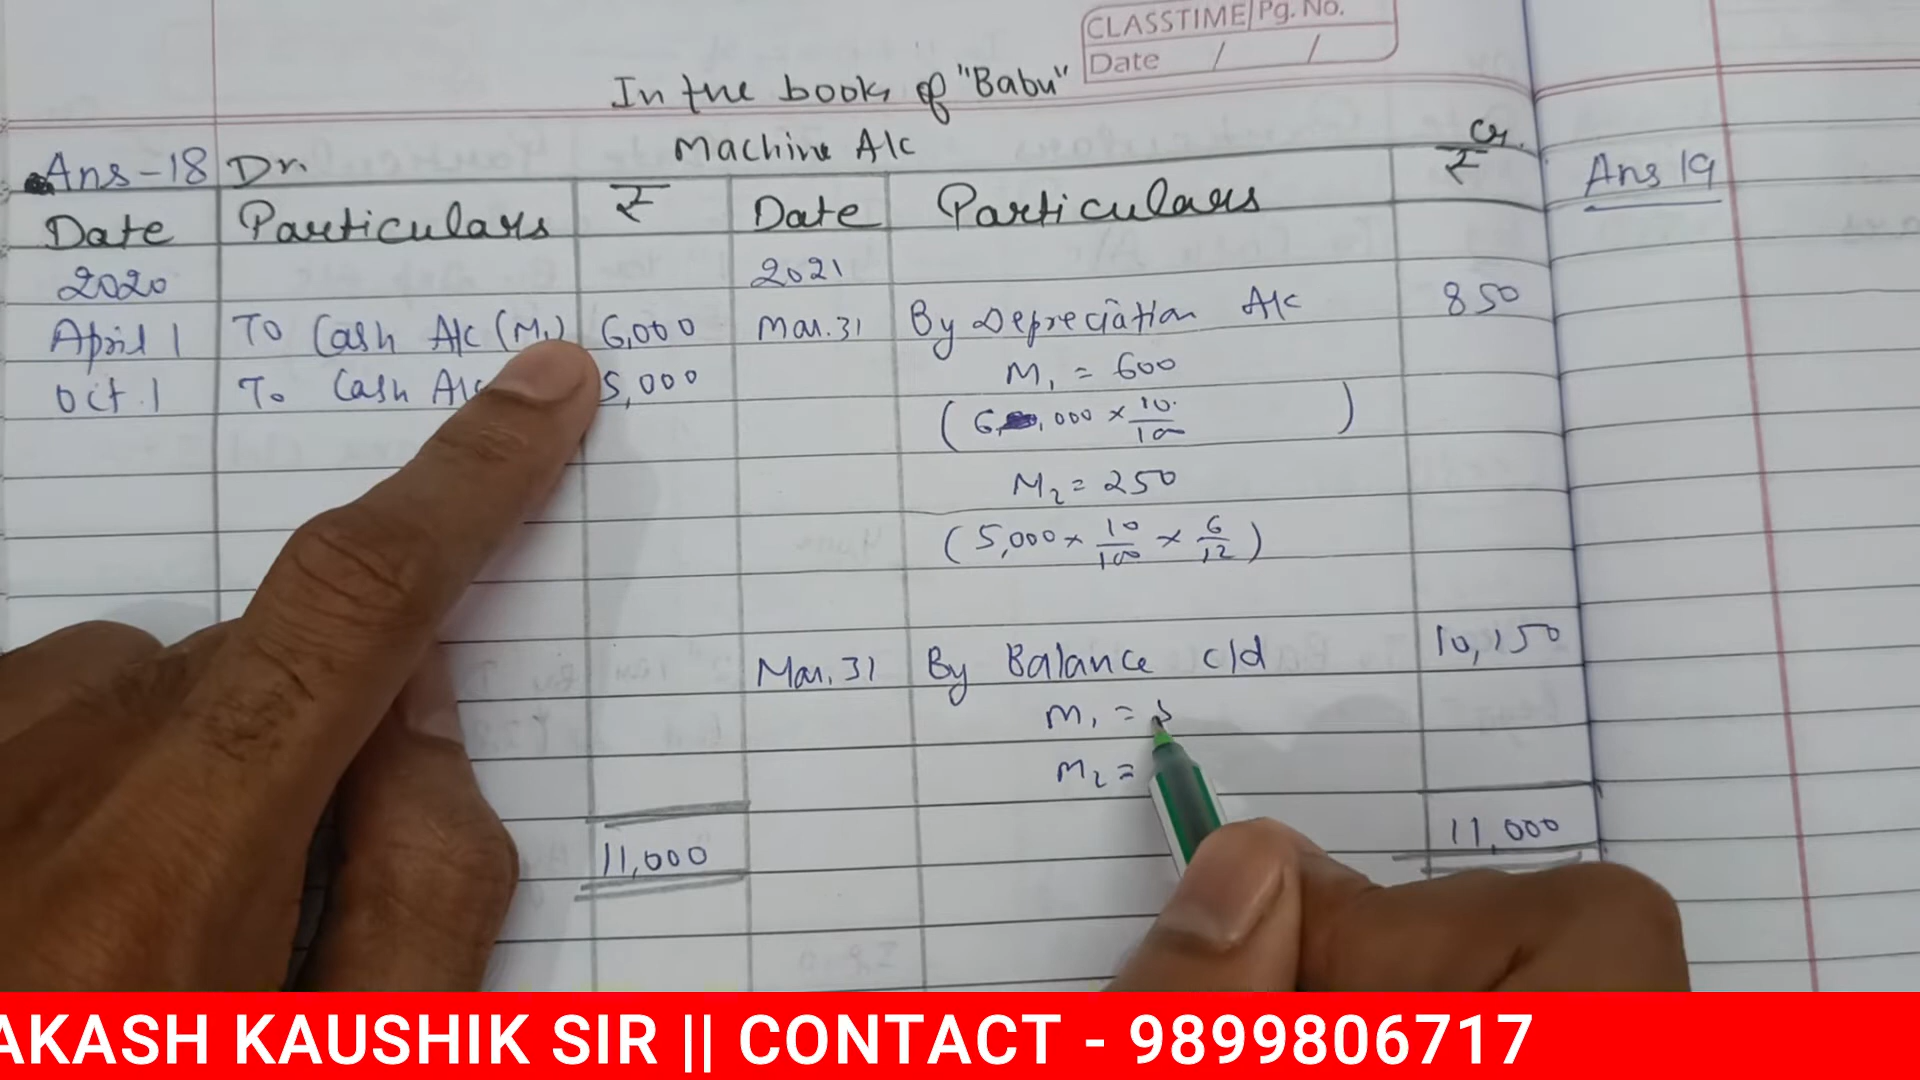 CLASSTIME Pg. No.
Date / /
In the books of "Babu"
Machine A/c
Ans-18 Dr. Cr.
Date Particulars ₹ Date Particulars ₹
2020 2021
April 1 To Cash A/c (M₁) 6,000 Mar. 31 By Depreciation A/c 850
Oct. 1 To Cash A/c 5,000 M₁ = 600
(6,000 × 10/100 )
M₂ = 250
(5,000 × 10/100 × 6/12)
Mar. 31 By Balance c/d 10,150
M₁ =
M₂ =
11,000 11,000
Ans 19
AKASH KAUSHIK SIR || CONTACT - 9899806717